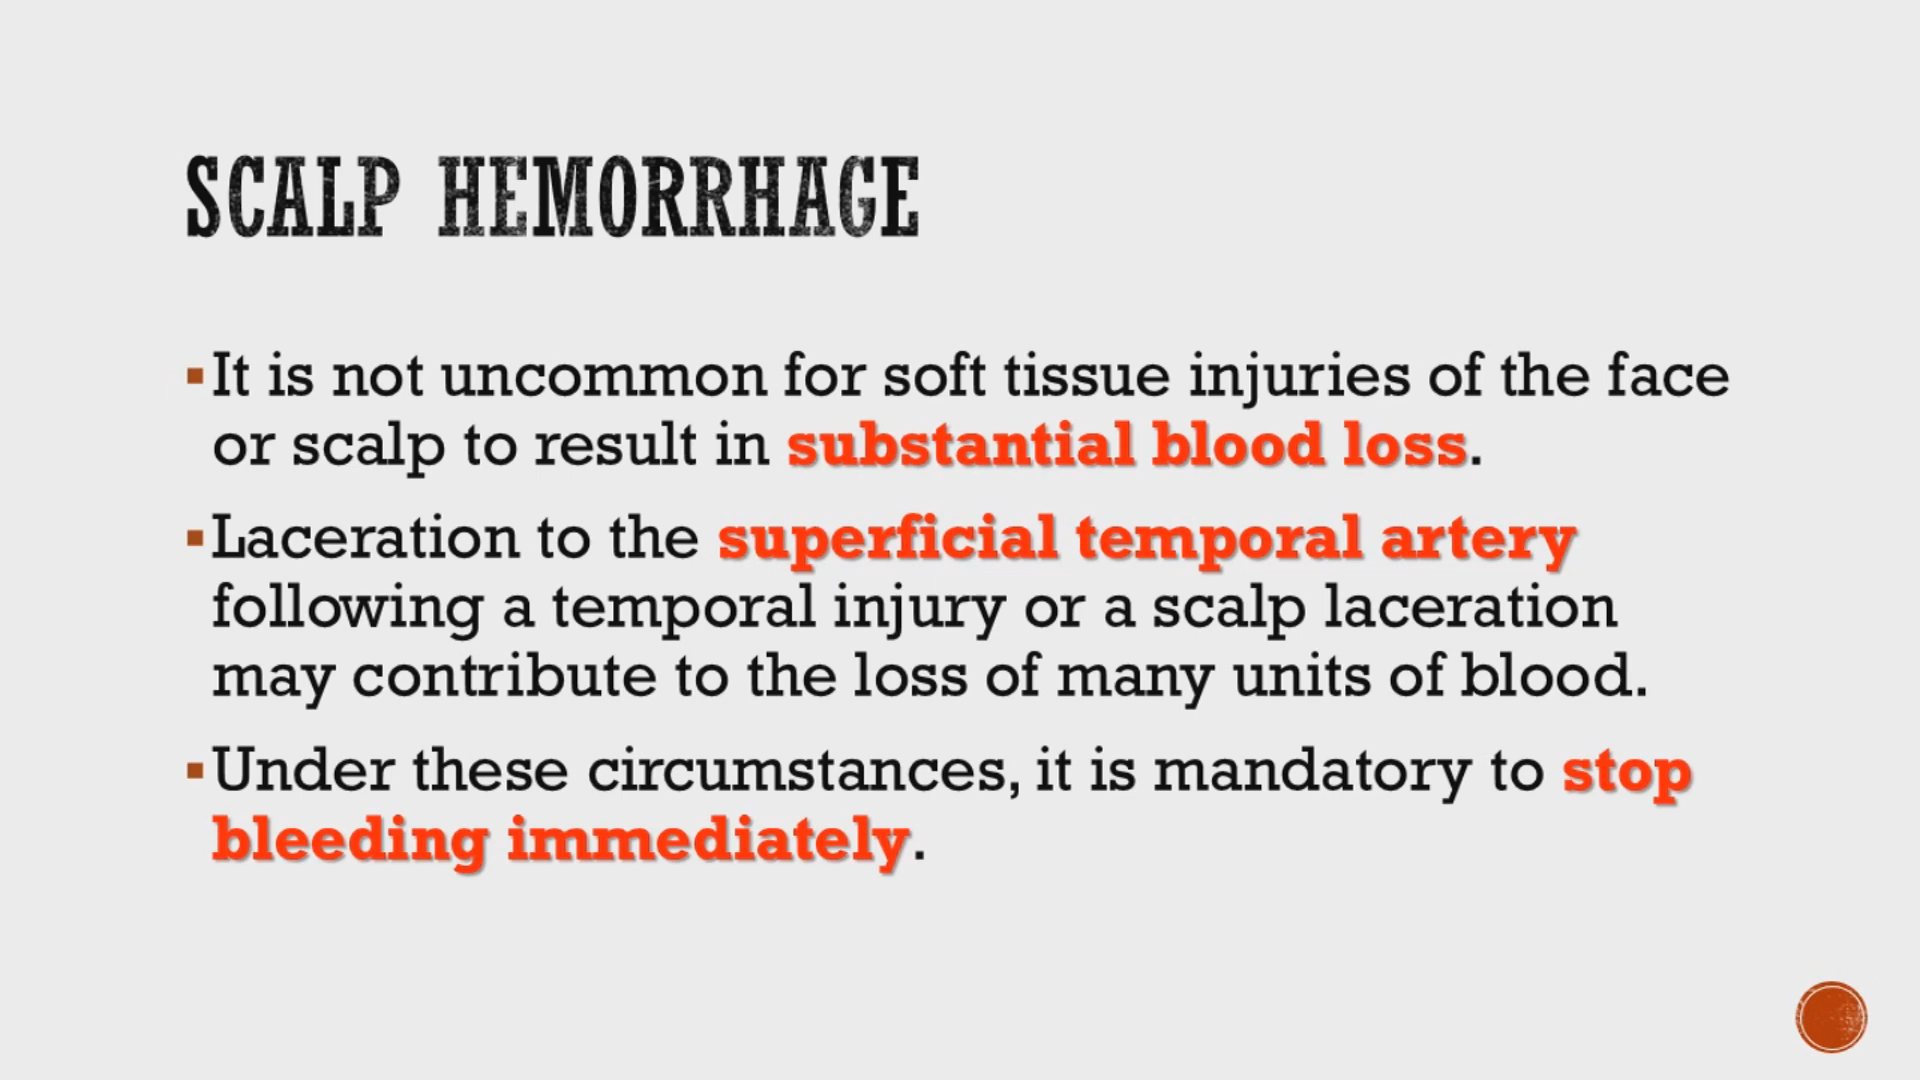 SCALP HEMORRHAGE
▪It is not uncommon for soft tissue injuries of the face
or scalp to result in substantial blood loss.
▪Laceration to the superficial temporal artery
following a temporal injury or a scalp laceration
may contribute to the loss of many units of blood.
▪Under these circumstances, it is mandatory to stop
bleeding immediately.